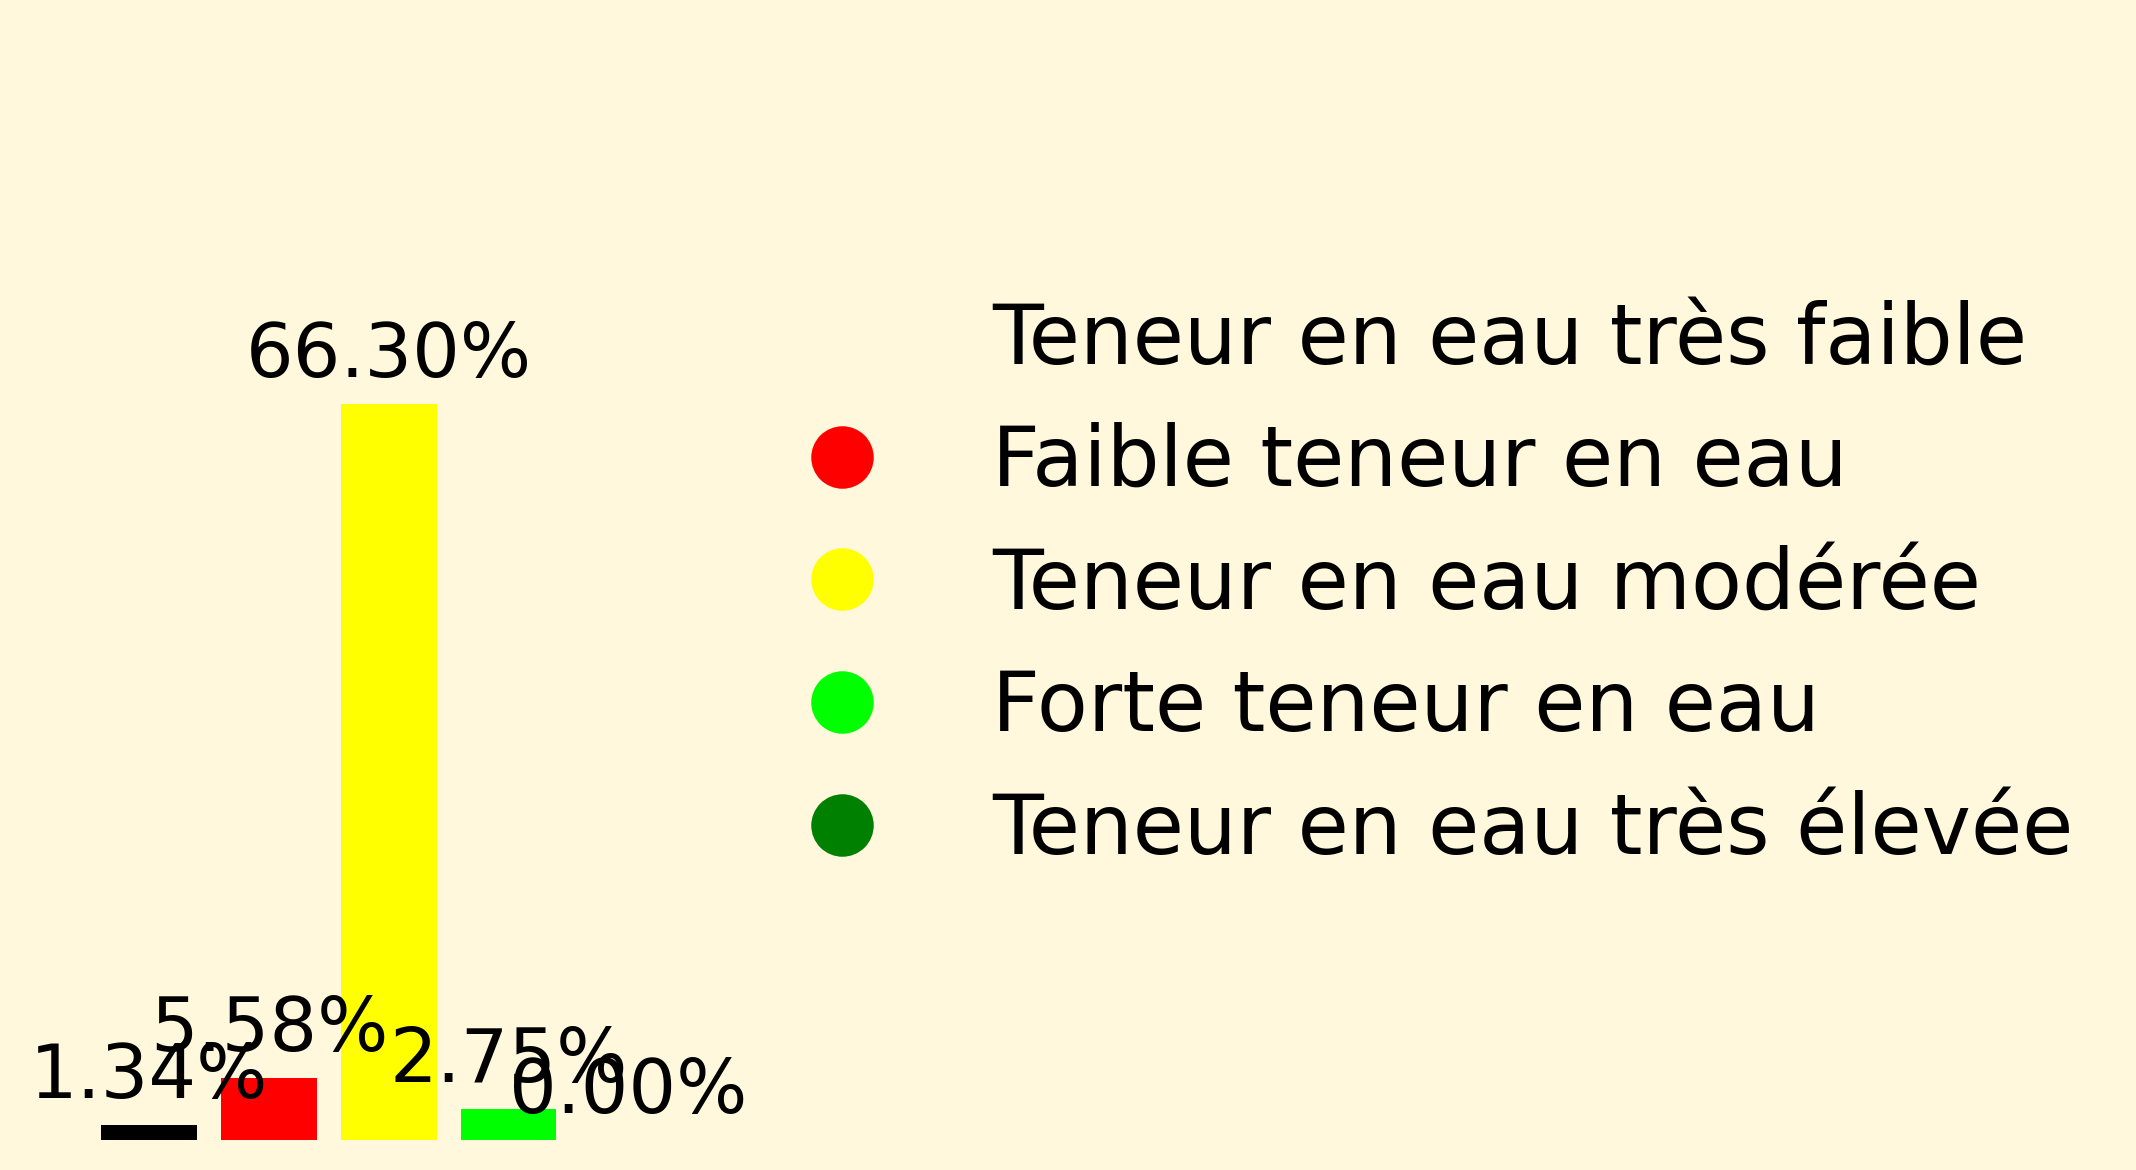 66.30%
5.58%
1.34%
2.75%
0.00%
Teneur en eau très faible
Faible teneur en eau
Teneur en eau modérée
Forte teneur en eau
Teneur en eau très élevée